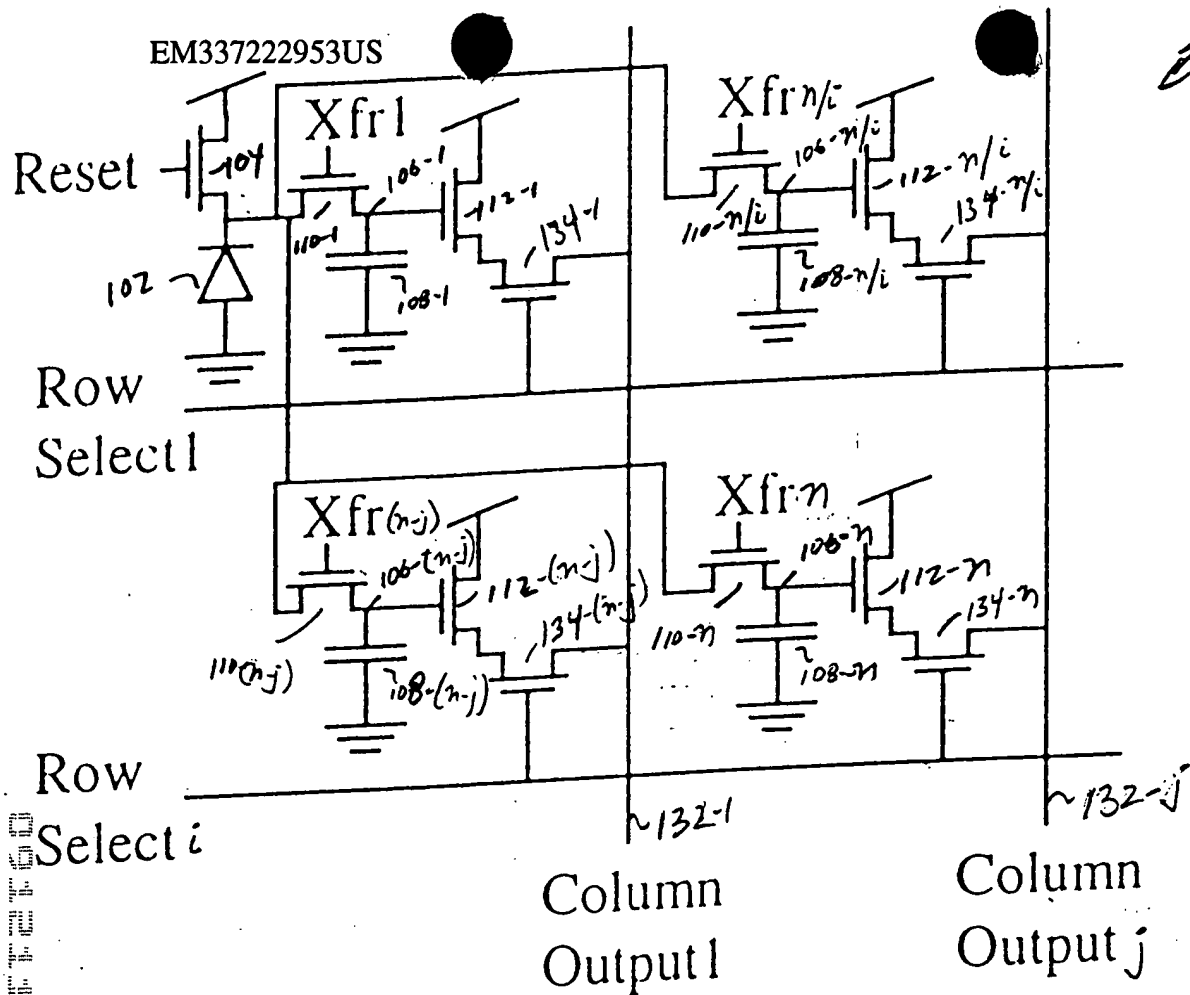 EM337222953US
Xfr1
Xfr n/i
Reset
104
106-1
112-1
106-n/i
112-n/i
110-1
134-1
110-n/i
134-n/i
102
108-1
108-n/i
Row
Select1
Xfr(n-j)
Xfr n
106-(n-j)
112-(n-j)
106-n
112-n
134-(n-j)
134-n
110(n-j)
110-n
108-(n-j)
108-n
Row
Select i
132-1
132-j
Column
Output1
Column
Output j